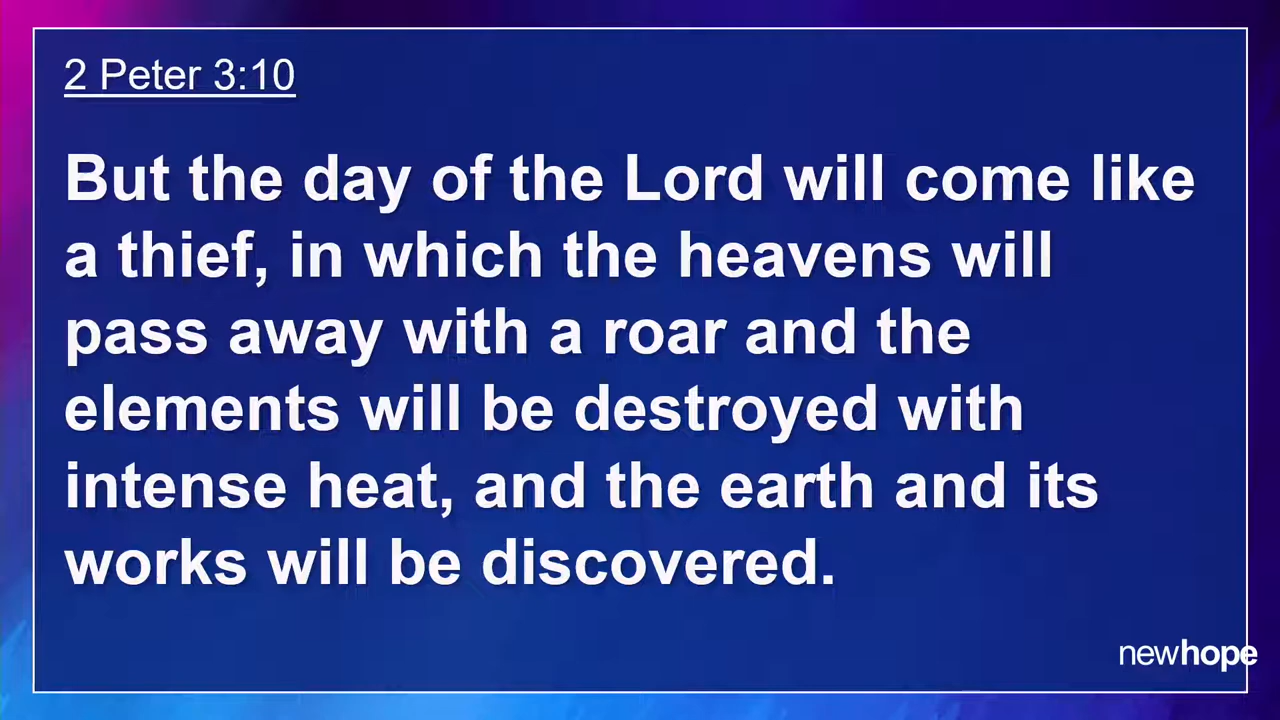 2 Peter 3:10
But the day of the Lord will come like
a thief, in which the heavens will
pass away with a roar and the
elements will be destroyed with
intense heat, and the earth and its
works will be discovered.
newhope